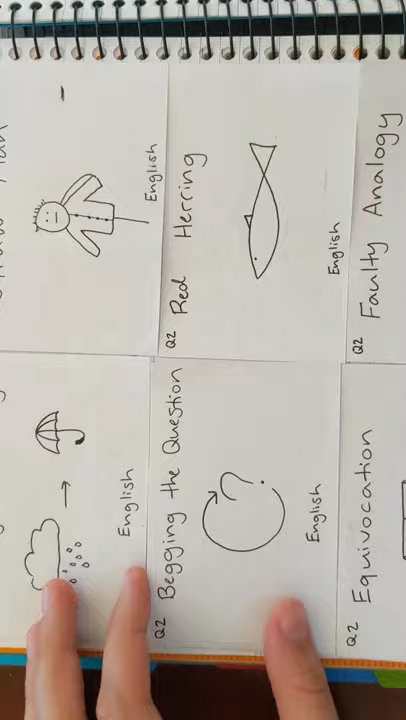 English
English
Q2 Begging the Question
?
English
Q2 Red Herring
English
Q2 Equivocation
Q2 Faulty Analogy